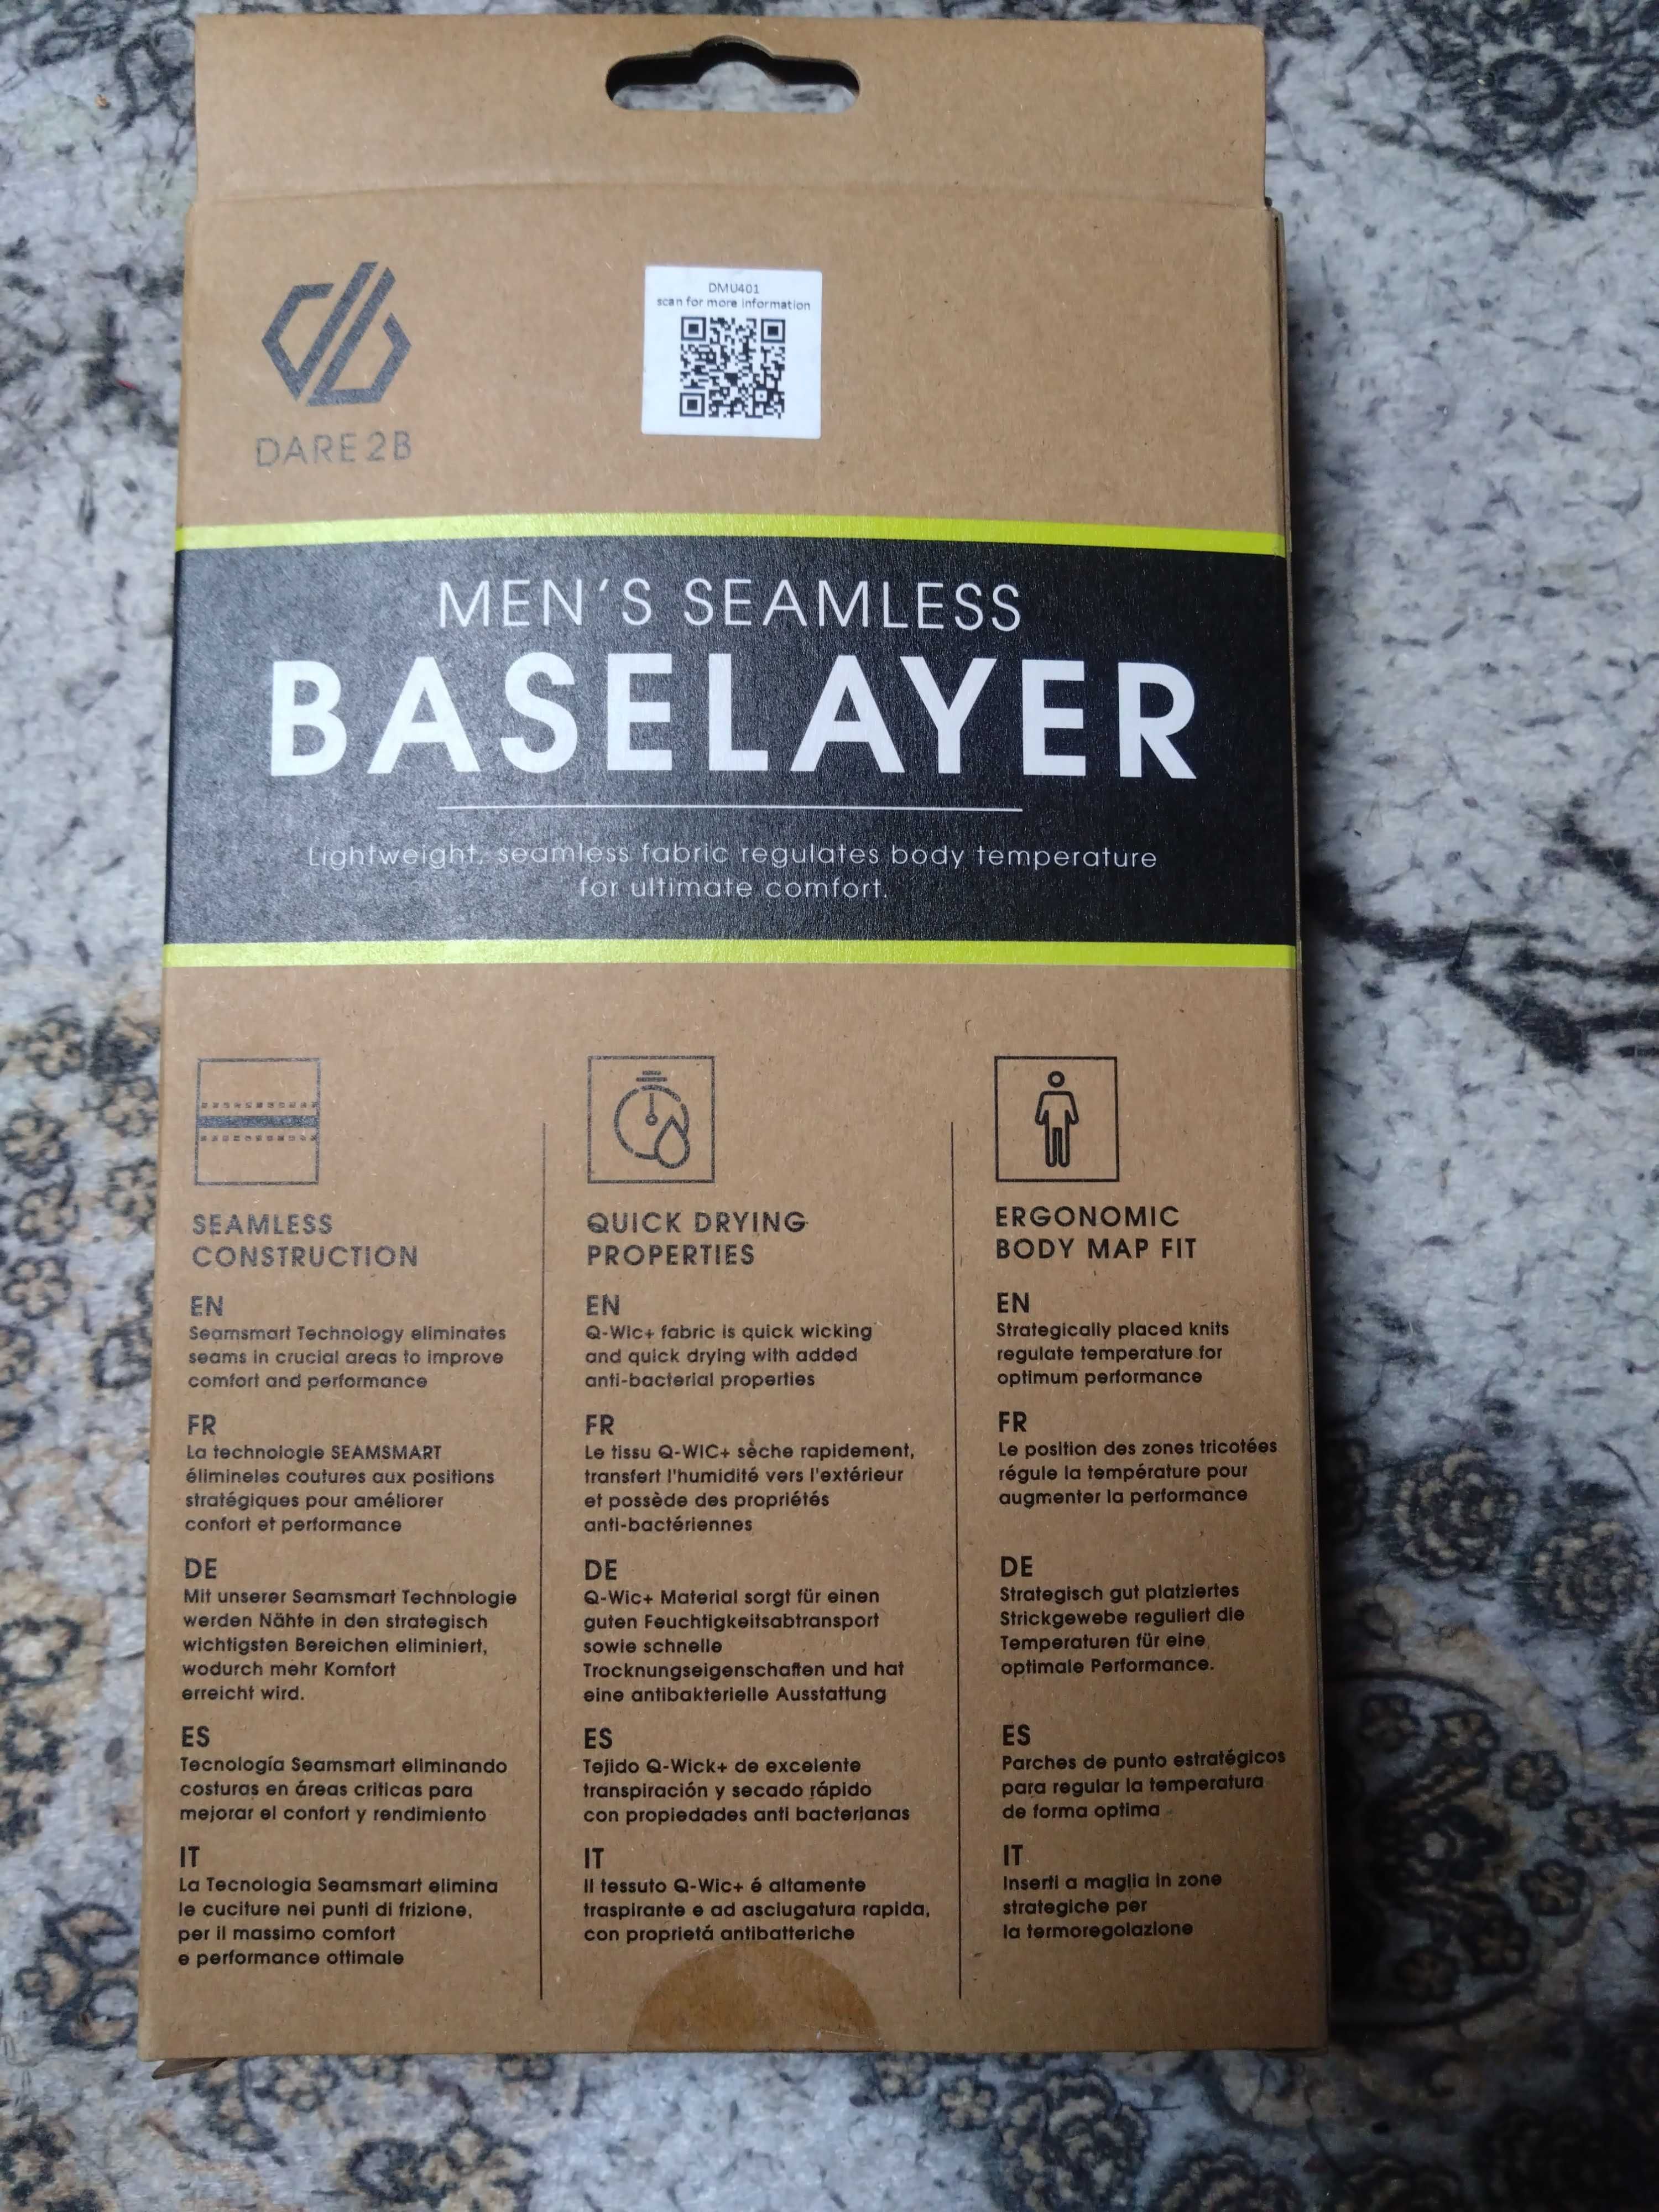 DMU401
scan for more information
DARE2B
MEN'S SEAMLESS
BASELAYER
Lightweight, seamless fabric regulates body temperature
for ultimate comfort.
SEAMLESS
CONSTRUCTION
EN
Seamsmart Technology eliminates
seams in crucial areas to improve
comfort and performance
FR
La technologie SEAMSMART
élimineles coutures aux positions
stratégiques pour améliorer
confort et performance
DE
Mit unserer Seamsmart Technologie
werden Nähte in den strategisch
wichtigsten Bereichen eliminiert,
wodurch mehr Komfort
erreicht wird.
ES
Tecnología Seamsmart eliminando
costuras en áreas criticas para
mejorar el confort y rendimiento
IT
La Tecnologia Seamsmart elimina
le cuciture nei punti di frizione,
per il massimo comfort
e performance ottimale
QUICK DRYING
PROPERTIES
EN
Q-Wic+ fabric is quick wicking
and quick drying with added
anti-bacterial properties
FR
Le tissu Q-WIC+ sèche rapidement,
transfert l'humidité vers l'extérieur
et possède des propriétés
anti-bactériennes
DE
Q-Wic+ Material sorgt für einen
guten Feuchtigkeitsabtransport
sowie schnelle
Trocknungseigenschaften und hat
eine antibakterielle Ausstattung
ES
Tejido Q-Wick+ de excelente
transpiración y secado rápido
con propiedades anti bacterianas
IT
Il tessuto Q-Wic+ é altamente
traspirante e ad asciugatura rapida,
con proprietá antibatteriche
ERGONOMIC
BODY MAP FIT
EN
Strategically placed knits
regulate temperature for
optimum performance
FR
Le position des zones tricotées
régule la température pour
augmenter la performance
DE
Strategisch gut platziertes
Strickgewebe reguliert die
Temperaturen für eine
optimale Performance.
ES
Parches de punto estratégicos
para regular la temperatura
de forma optima
IT
Inserti a maglia in zone
strategiche per
la termoregolazione